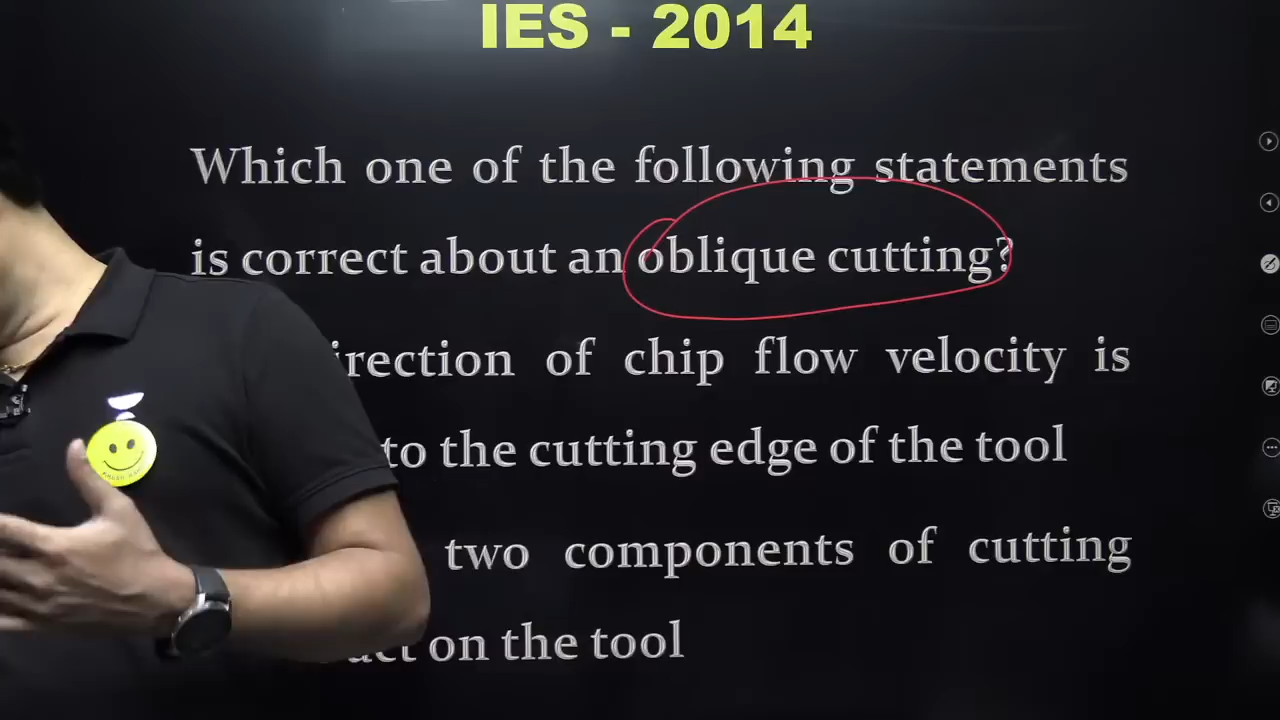 IES - 2014
Which one of the following statements
is correct about an oblique cutting?
of chip flow velocity is
to the cutting edge of the tool
two components of cutting
on the tool